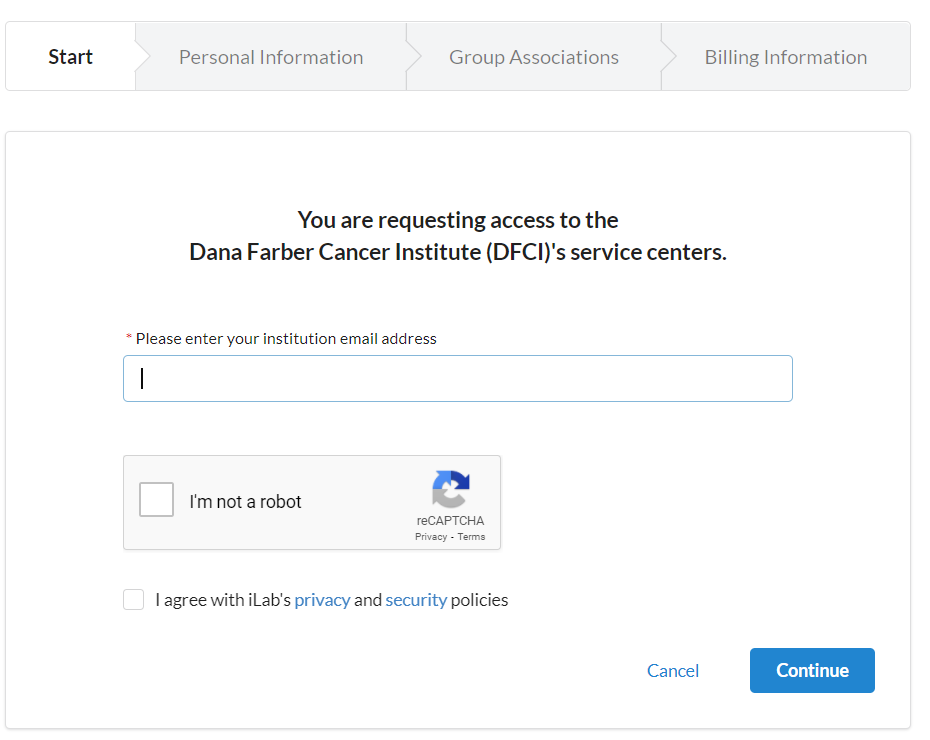 Start
Personal Information
Group Associations
Billing Information
You are requesting access to the
Dana Farber Cancer Institute (DFCI)'s service centers.
* Please enter your institution email address
I'm not a robot
reCAPTCHA
Privacy - Terms
I agree with iLab's privacy and security policies
Cancel
Continue